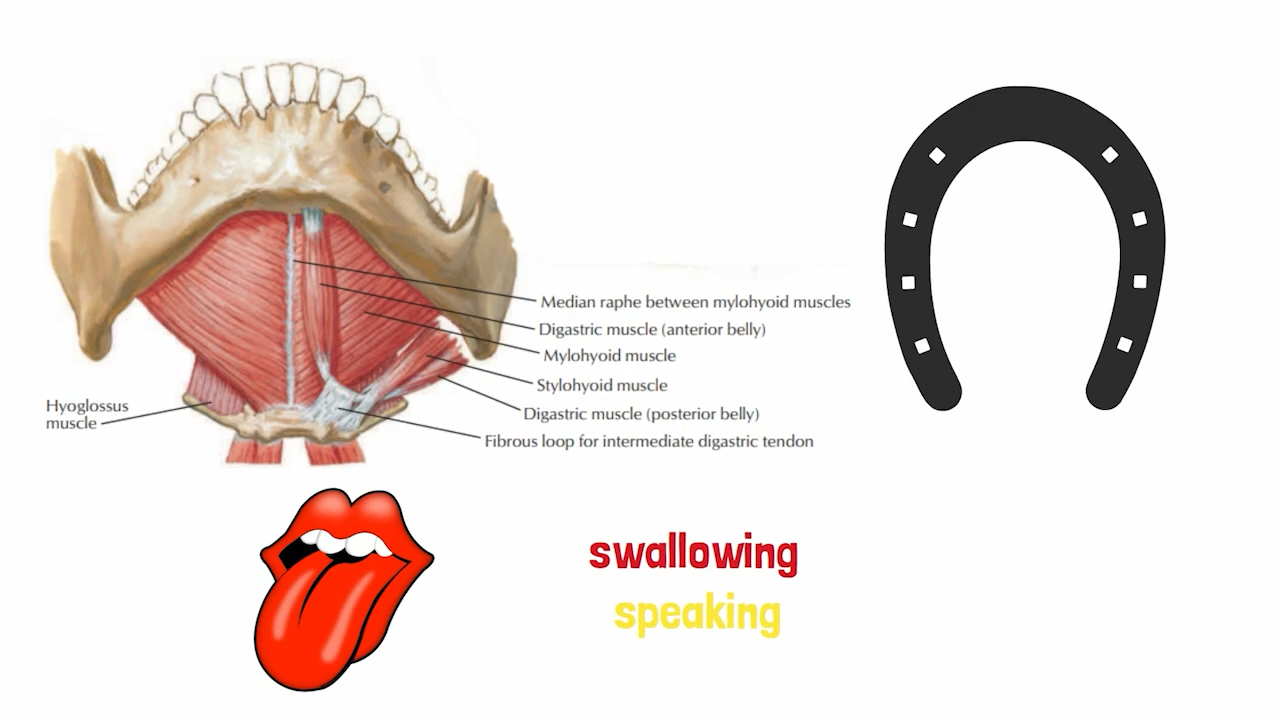 Median raphe between mylohyoid muscles
Digastric muscle (anterior belly)
Mylohyoid muscle
Stylohyoid muscle
Hyoglossus
muscle
Digastric muscle (posterior belly)
Fibrous loop for intermediate digastric tendon
swallowing
speaking